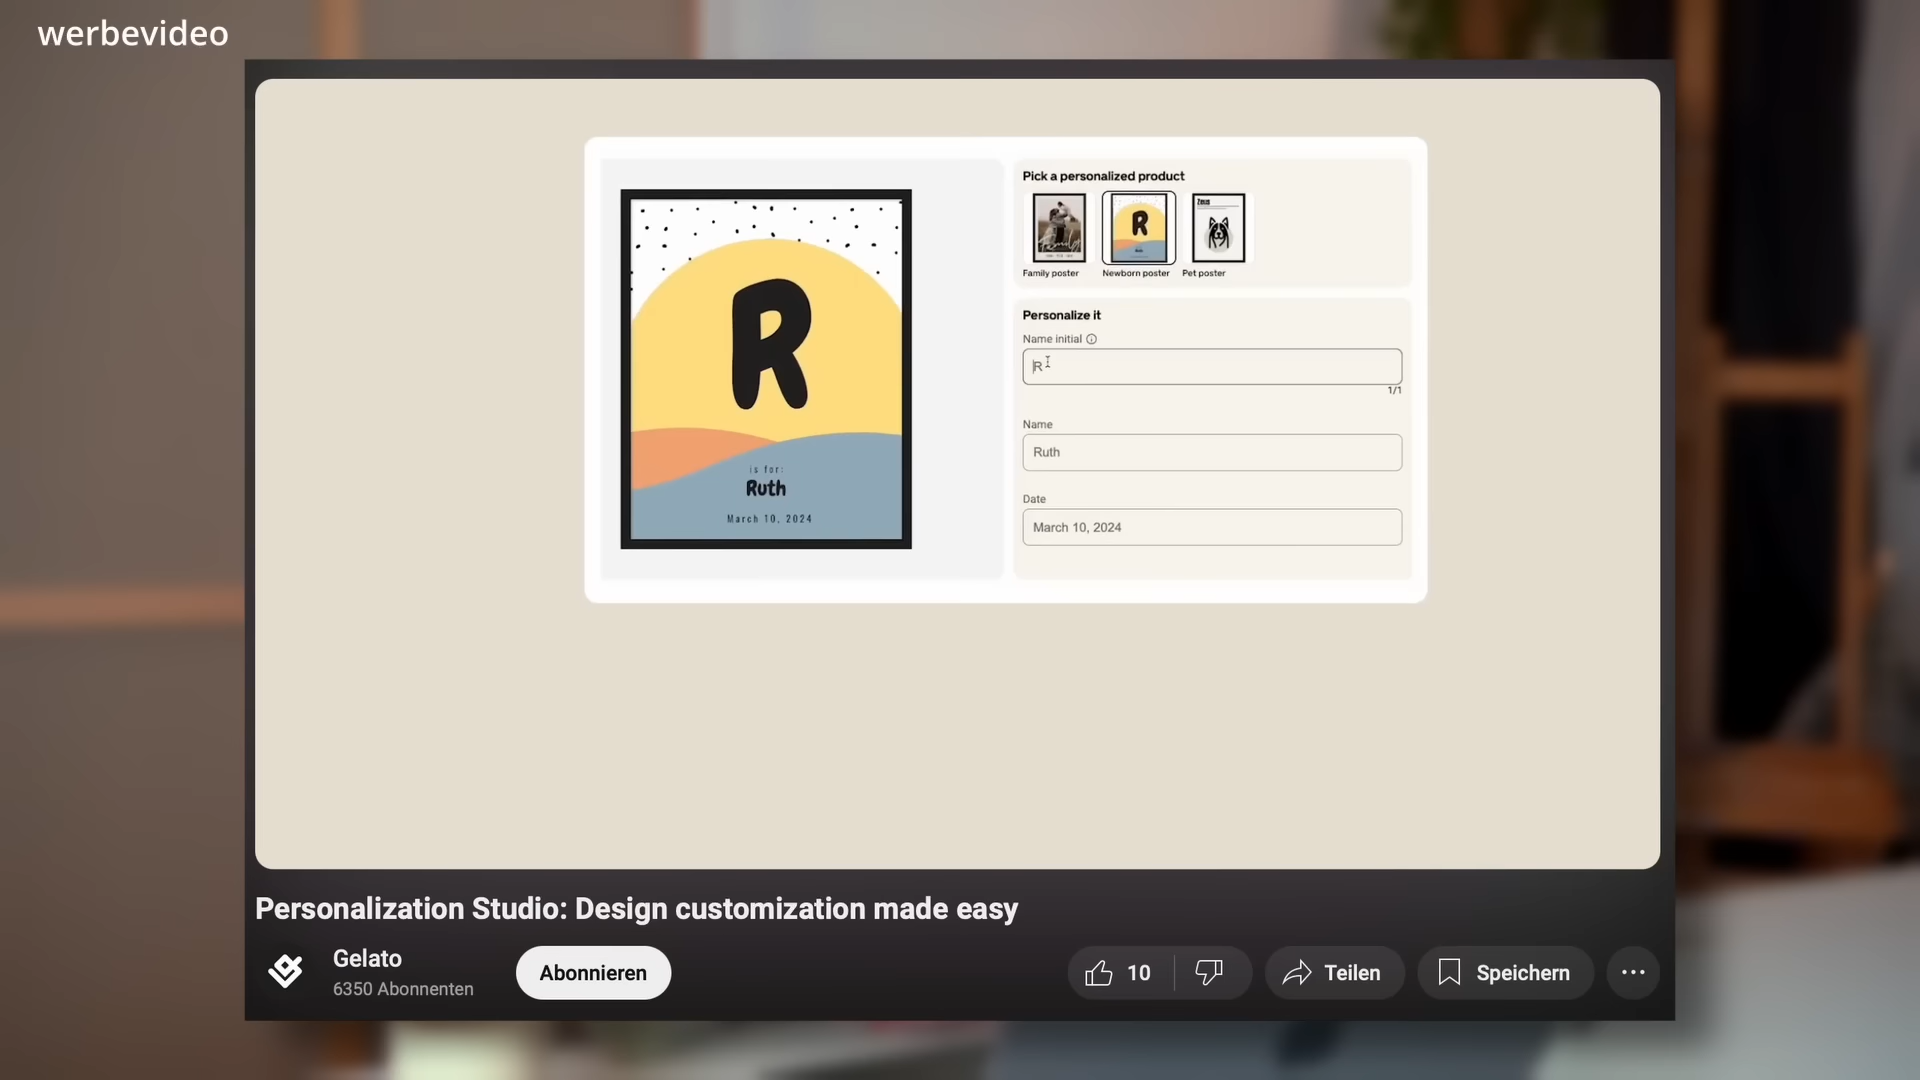 werbevideo
R
is for:
Ruth
March 10, 2024
Pick a personalized product
Family
R
Zeus
Family poster
Newborn poster
Pet poster
Personalize it
Name initial
R
1/1
Name
Ruth
Date
March 10, 2024
Personalization Studio: Design customization made easy
Gelato
6350 Abonnenten
Abonnieren
10
Teilen
Speichern